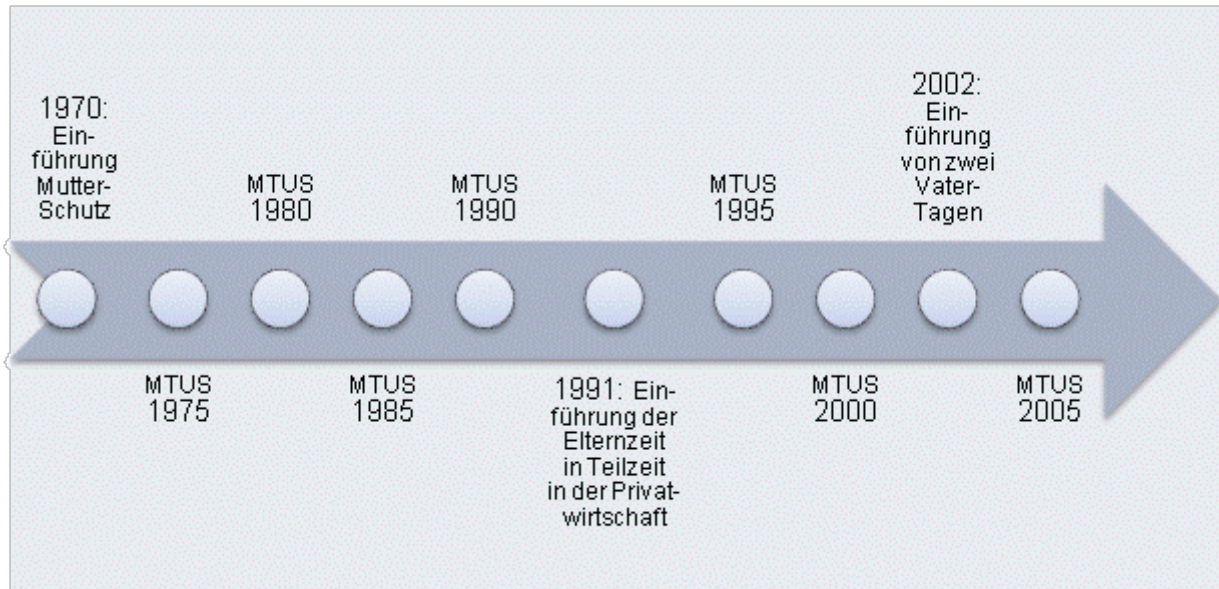 1970:
Ein-
führung
Mutter-
Schutz
MTUS
1975
MTUS
1980
MTUS
1985
MTUS
1990
1991: Ein-
führung der
Elternzeit
in Teilzeit
in der Privat-
wirtschaft
MTUS
1995
MTUS
2000
2002:
Ein-
führung
von zwei
Vater-
Tagen
MTUS
2005